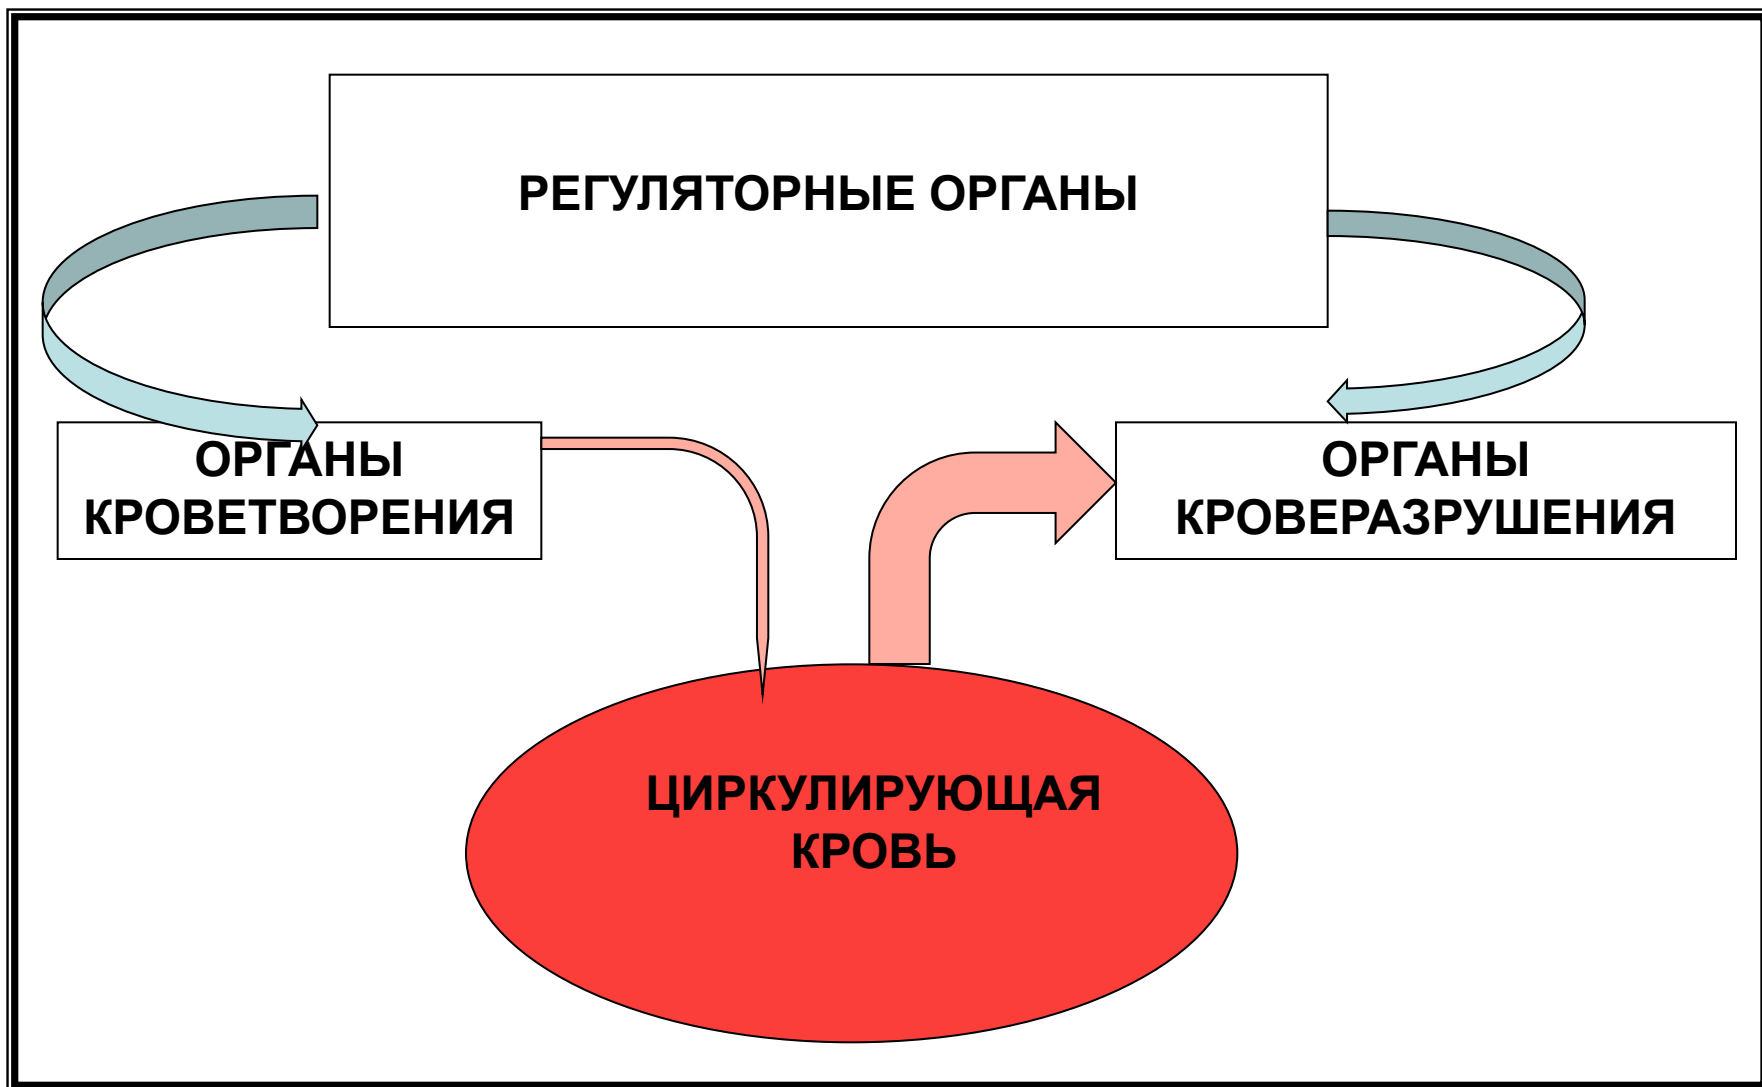 РЕГУЛЯТОРНЫЕ ОРГАНЫ
ОРГАНЫ
КРОВЕТВОРЕНИЯ
ОРГАНЫ
КРОВЕРАЗРУШЕНИЯ
ЦИРКУЛИРУЮЩАЯ
КРОВЬ